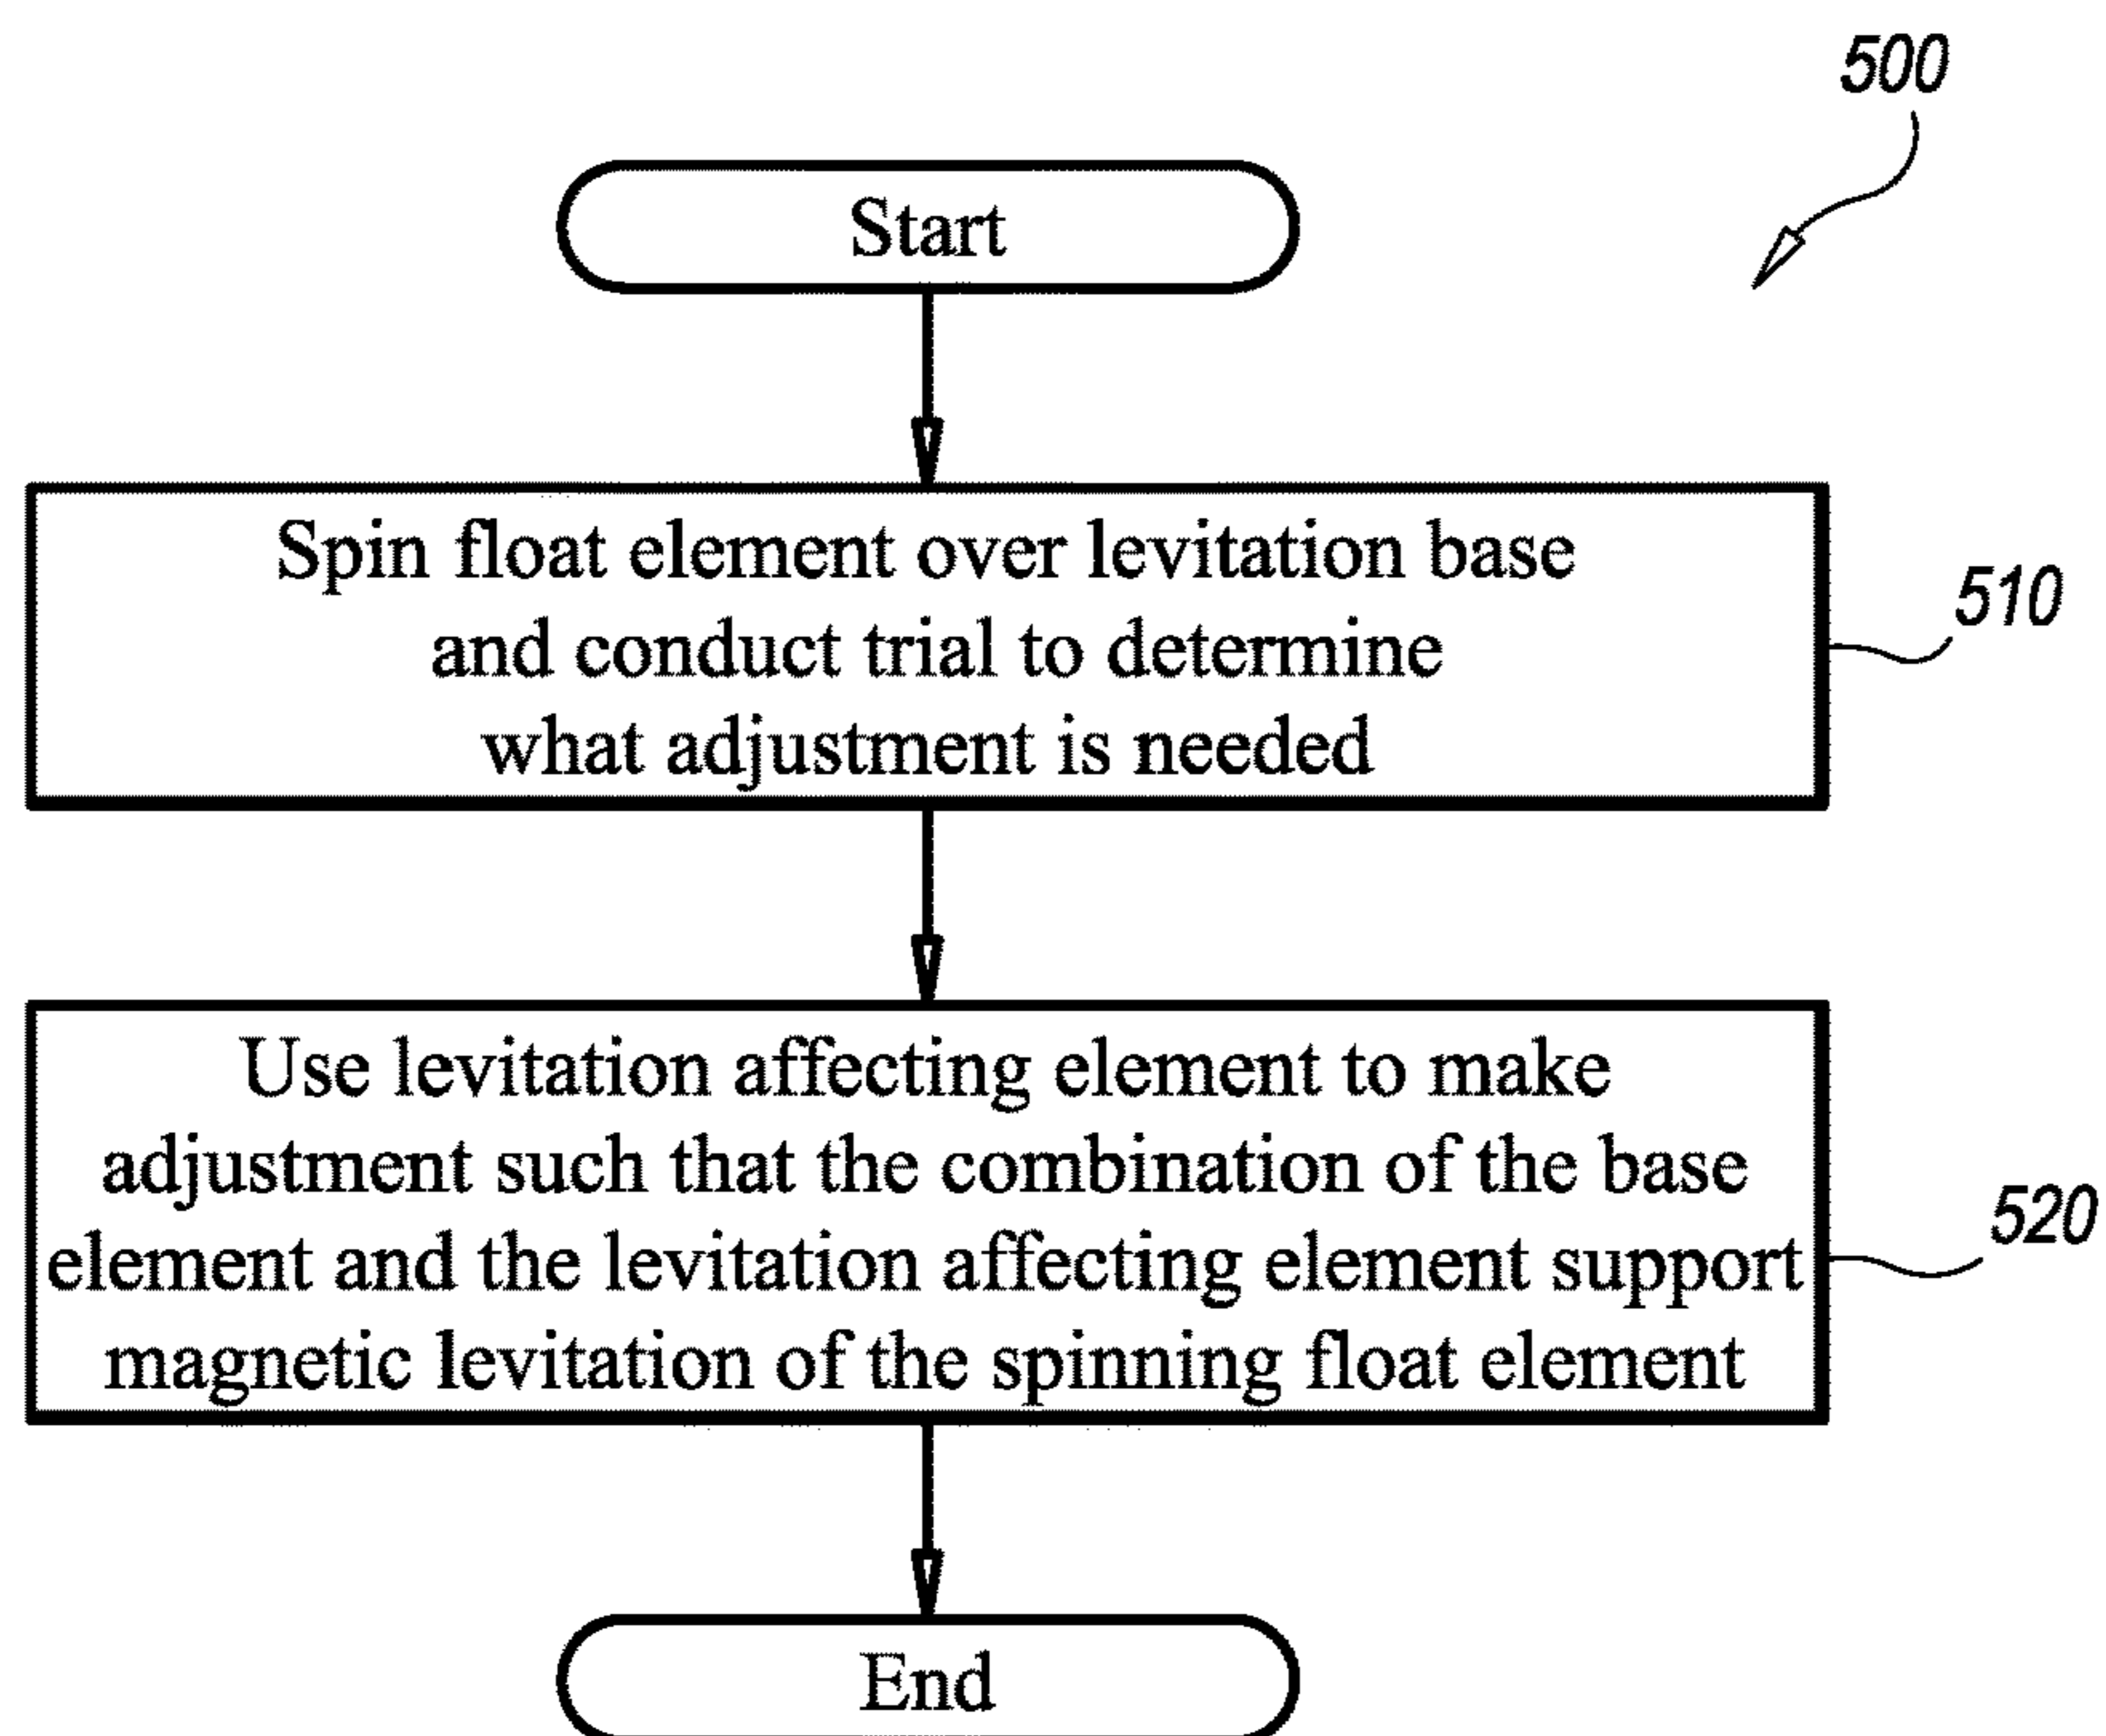 500
Start
Spin float element over levitation base
and conduct trial to determine
what adjustment is needed
510
Use levitation affecting element to make
adjustment such that the combination of the base
element and the levitation affecting element support
magnetic levitation of the spinning float element
520
End